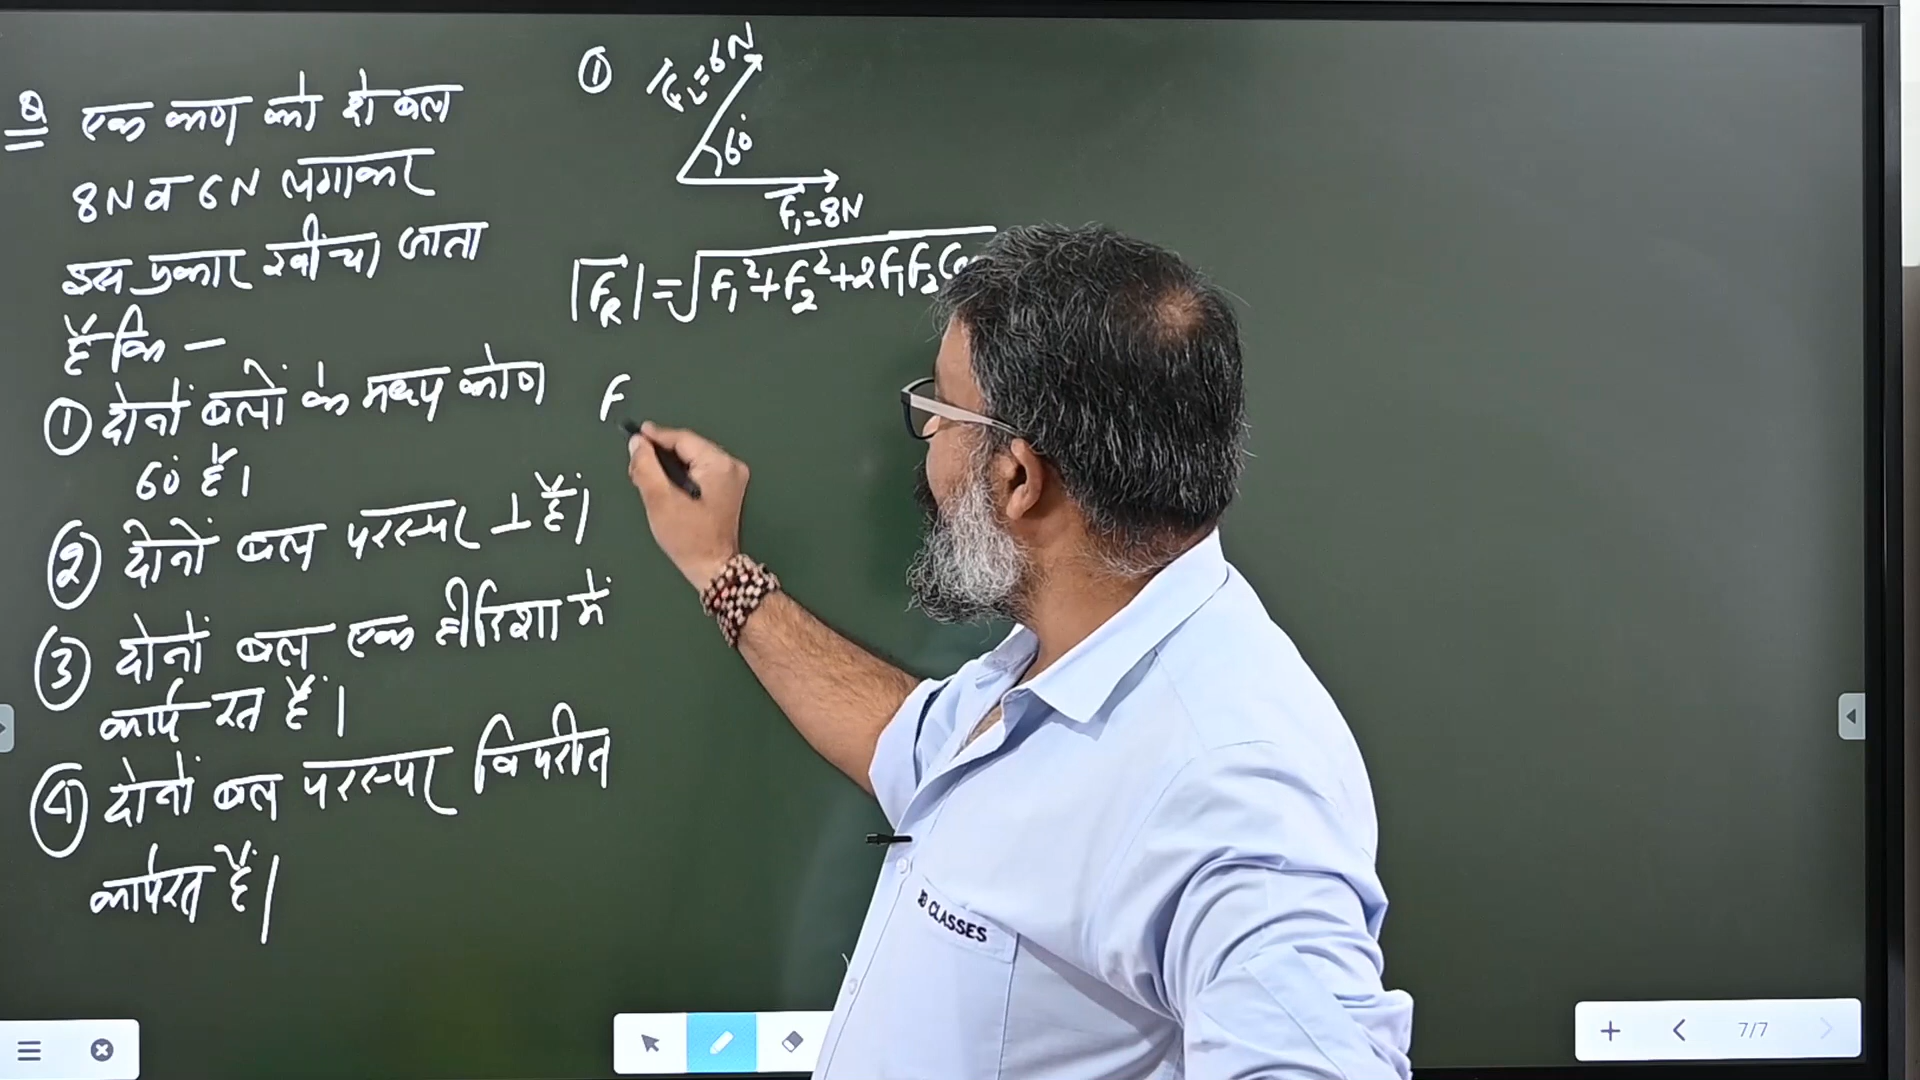 Q एक कण को दो बल
8N व 6N लगाकर
इस प्रकार खींचा जाता
है कि –
① दोनों बलों के मध्य कोण
60° है।
② दोनों बल परस्पर ⊥ हैं।
③ दोनों बल एक ही दिशा में
कार्य रत हैं।
④ दोनों बल परस्पर विपरीत
कार्यरत हैं।
①
F₂=6N
60°
F₁=8N
|F_R| = √F₁²+F₂²+2F₁F₂
F
CLASSES
7/7